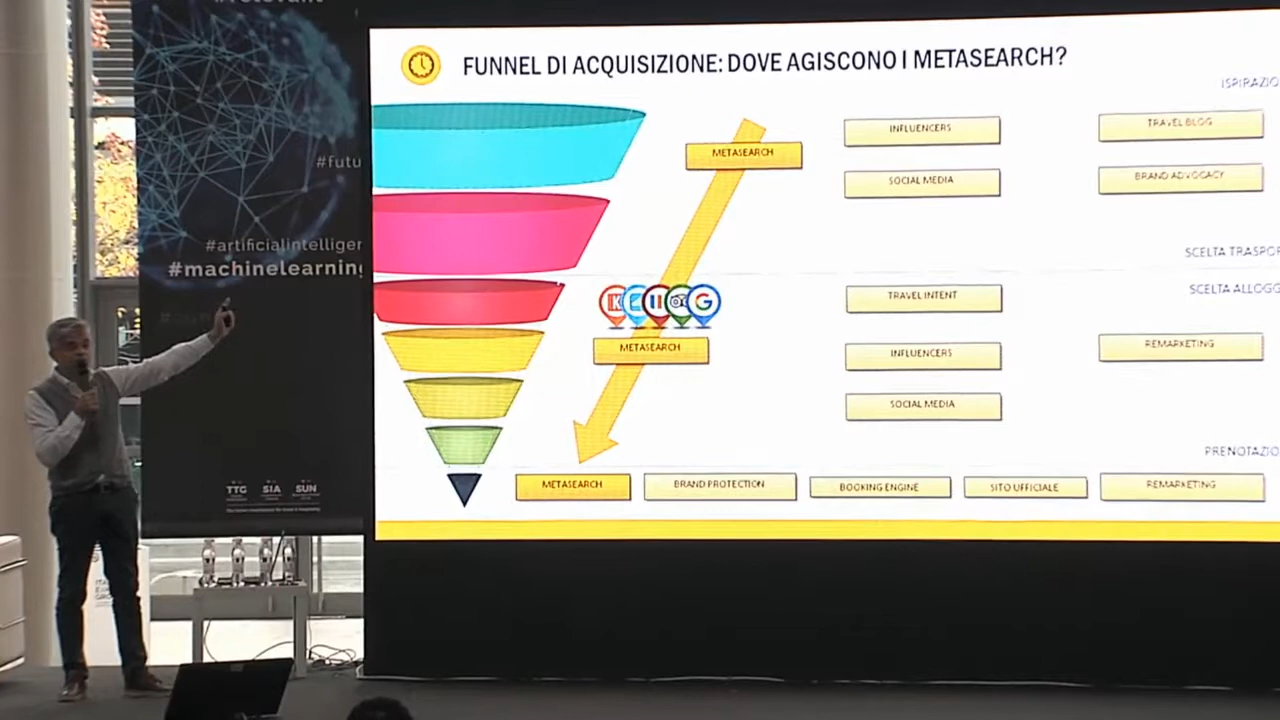 #relevant
#futu
#artificialintelligen
#machinelearning
TTG
SIA
SUN
FUNNEL DI ACQUISIZIONE: DOVE AGISCONO I METASEARCH?
ISPIRAZIO
METASEARCH
INFLUENCERS
TRAVEL BLOG
SOCIAL MEDIA
BRAND ADVOCACY
SCELTA TRASPOR
SCELTA ALLOGG
K
G
TRAVEL INTENT
METASEARCH
INFLUENCERS
REMARKETING
SOCIAL MEDIA
PRENOTAZIO
METASEARCH
BRAND PROTECTION
BOOKING ENGINE
SITO UFFICIALE
REMARKETING